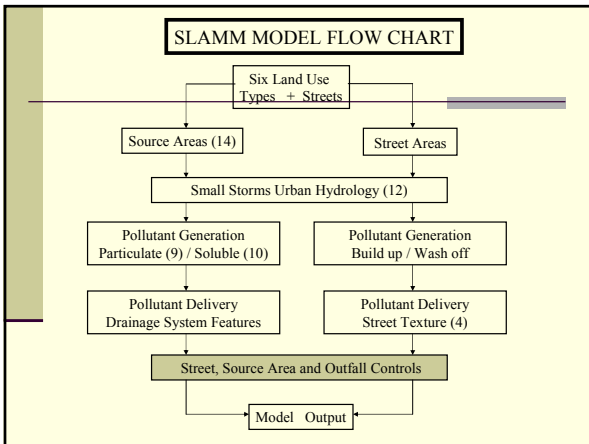 SLAMM MODEL FLOW CHART
Six Land Use
Types + Streets
Source Areas (14)
Street Areas
Small Storms Urban Hydrology (12)
Pollutant Generation
Particulate (9) / Soluble (10)
Pollutant Generation
Build up / Wash off
Pollutant Delivery
Drainage System Features
Pollutant Delivery
Street Texture (4)
Street, Source Area and Outfall Controls
Model Output